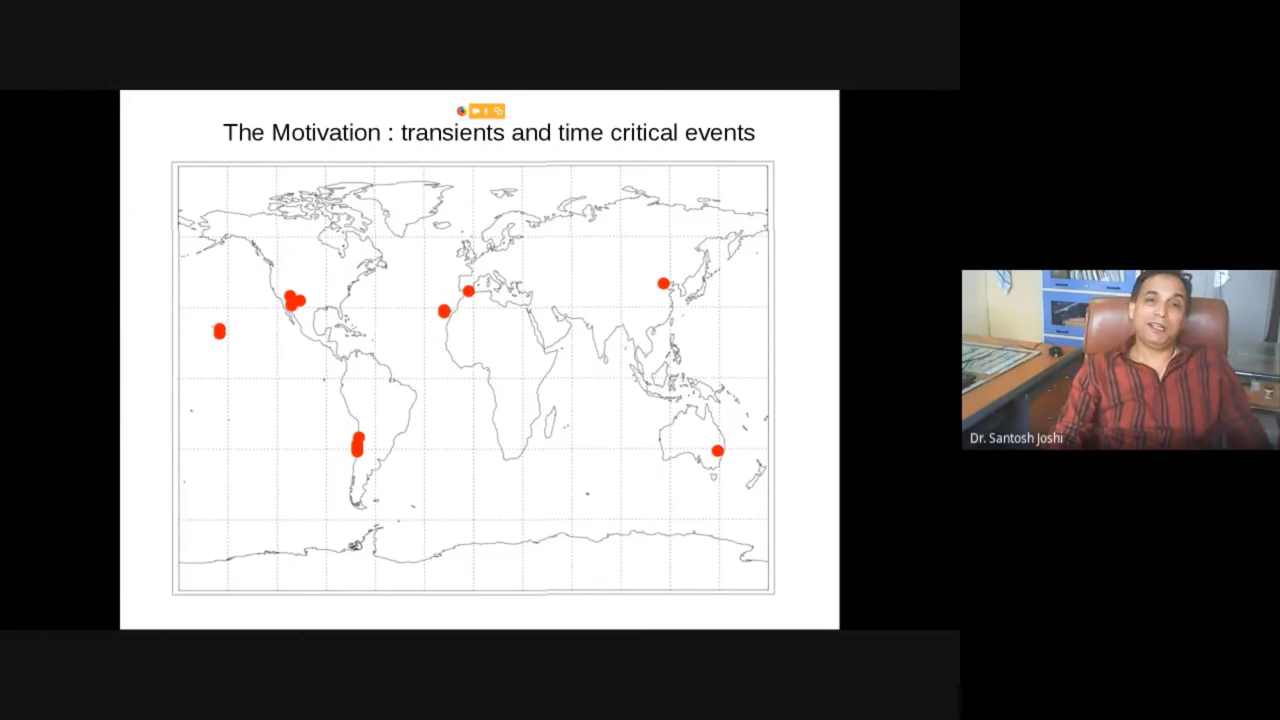 The Motivation : transients and time critical events
Dr. Santosh Joshi